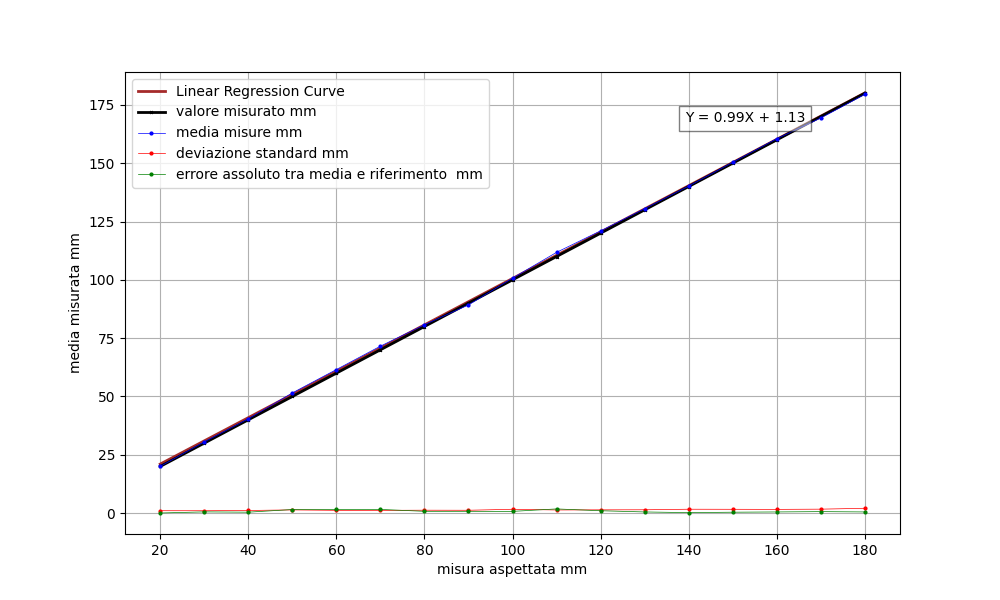 Linear Regression Curve
valore misurato mm
media misure mm
deviazione standard mm
errore assoluto tra media e riferimento  mm
Y = 0.99X + 1.13
175
150
125
100
75
50
25
0
media misurata mm
20 40 60 80 100 120 140 160 180
misura aspettata mm